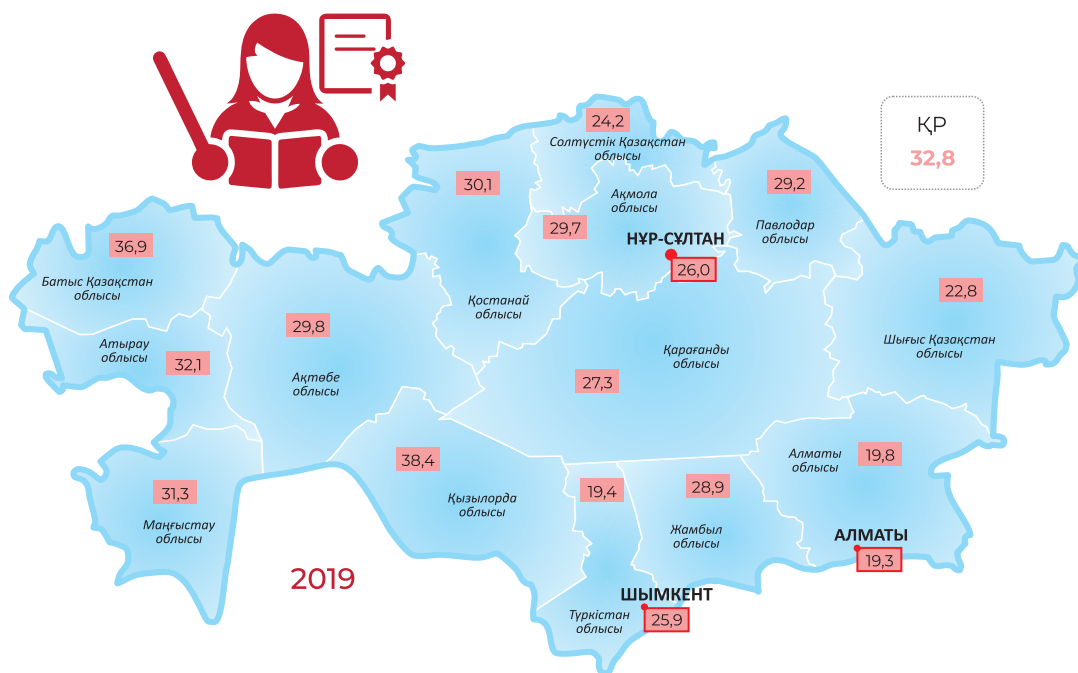 ҚР
32,8
24,2
Солтүстік Қазақстан
облысы
30,1
Ақмола
облысы
29,7
29,2
Павлодар
облысы
НҰР-СҰЛТАН
26,0
36,9
Батыс Қазақстан
облысы
22,8
Шығыс Қазақстан
облысы
Қостанай
облысы
29,8
Ақтөбе
облысы
Атырау
облысы
32,1
Қарағанды
облысы
27,3
38,4
Қызылорда
облысы
19,4
28,9
Жамбыл
облысы
Алматы
облысы
19,8
31,3
Маңғыстау
облысы
АЛМАТЫ
19,3
2019
ШЫМКЕНТ
25,9
Түркістан
облысы